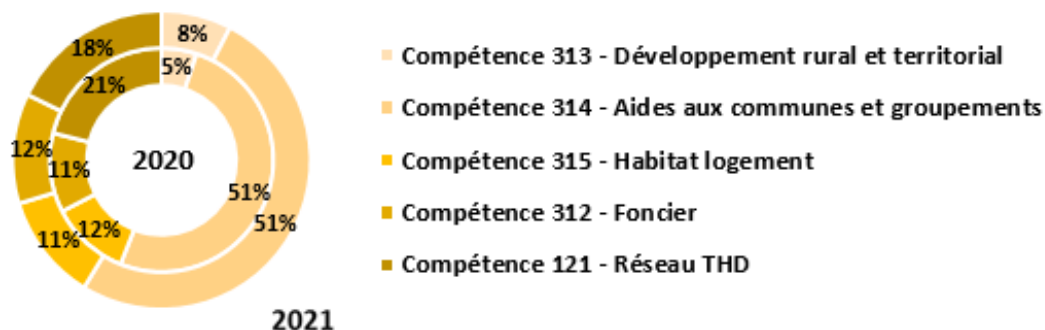 8%
18%
5%
21%
12%
2020
11%
51%
51%
12%
11%
2021
Compétence 313 - Développement rural et territorial
Compétence 314 - Aides aux communes et groupements
Compétence 315 - Habitat logement
Compétence 312 - Foncier
Compétence 121 - Réseau THD